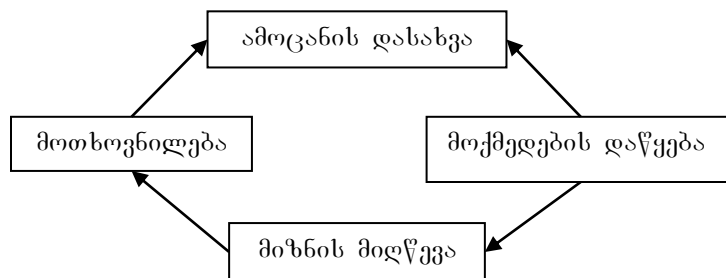 ამოცანის დასახვა
მოთხოვნილება
მოქმედების დაწყება
მიზნის მიღწევა